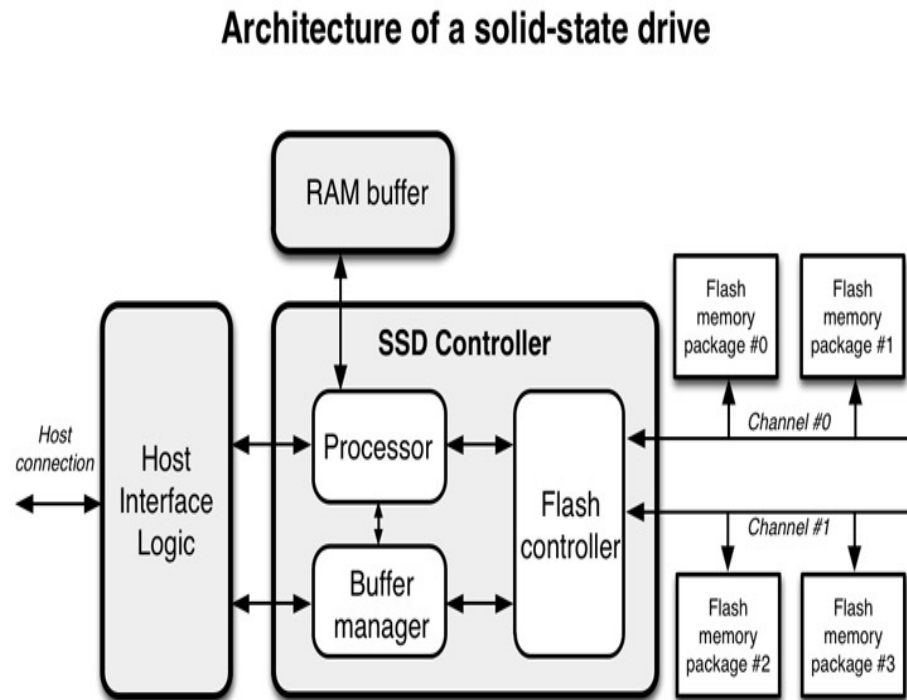 Architecture of a solid-state drive
RAM buffer
SSD Controller
Host
connection
Host
Interface
Logic
Processor
Buffer
manager
Flash
controller
Flash
memory
package #0
Flash
memory
package #1
Channel #0
Channel #1
Flash
memory
package #2
Flash
memory
package #3